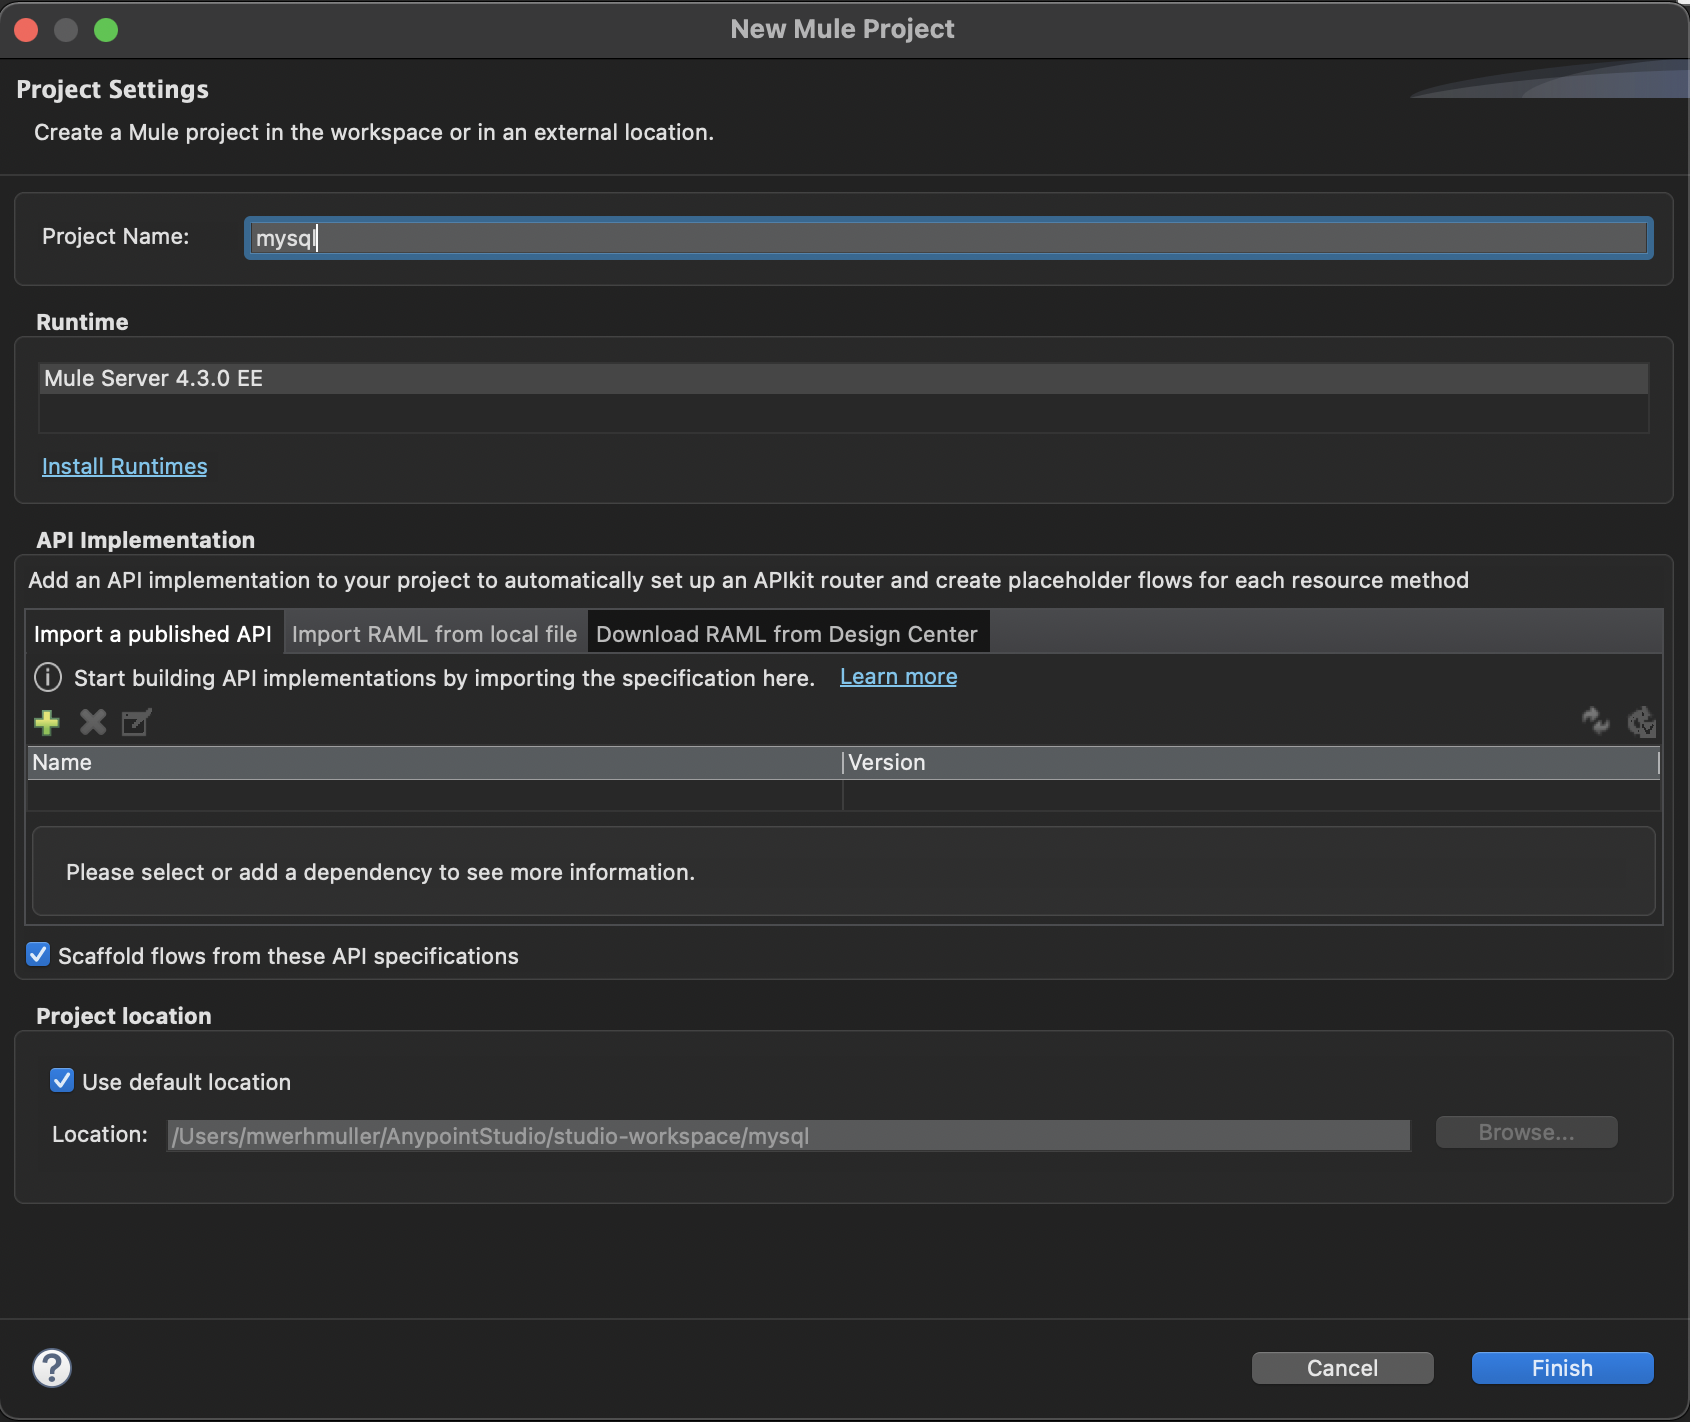 New Mule Project
Project Settings
Create a Mule project in the workspace or in an external location.
Project Name: mysql
Runtime
Mule Server 4.3.0 EE
Install Runtimes
API Implementation
Add an API implementation to your project to automatically set up an APIkit router and create placeholder flows for each resource method
Import a published API Import RAML from local file Download RAML from Design Center
Start building API implementations by importing the specification here. Learn more
Name Version
Please select or add a dependency to see more information.
Scaffold flows from these API specifications
Project location
Use default location
Location: /Users/mwerhmuller/AnypointStudio/studio-workspace/mysql Browse...
? Cancel Finish